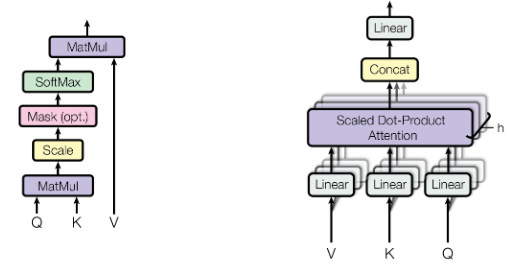 MatMul
SoftMax
Mask (opt.)
Scale
MatMul
Q K V
Linear
Concat
Scaled Dot-Product
Attention
h
Linear Linear Linear
V K Q